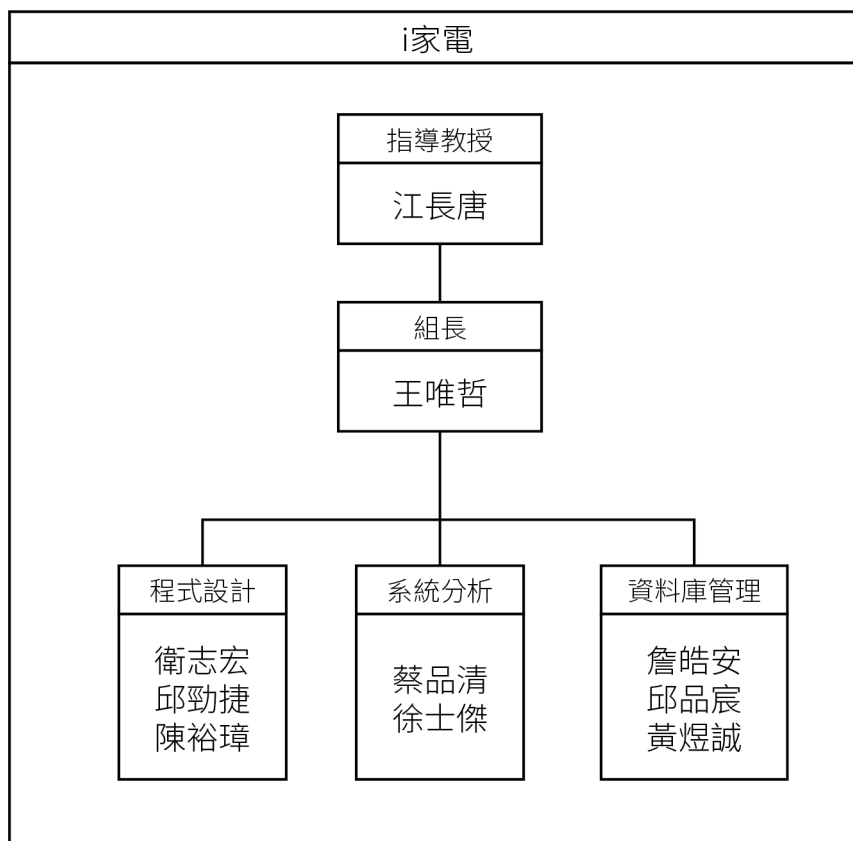 i家電
指導教授
江長唐
組長
王唯哲
程式設計
衛志宏
邱勁捷
陳裕璋
系統分析
蔡品清
徐士傑
資料庫管理
詹皓安
邱品宸
黃煜誠